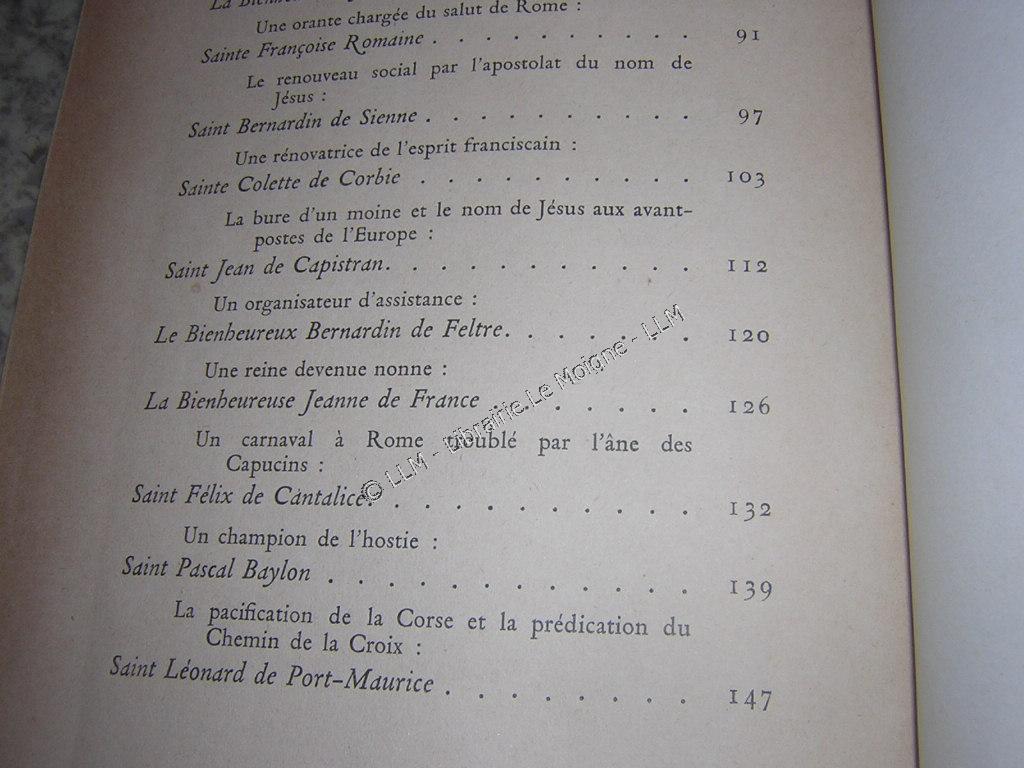 La
Une orante chargée du salut de Rome :
Sainte Françoise Romaine . . . . . . . . . . 91
Le renouveau social par l'apostolat du nom de
Jésus :
Saint Bernardin de Sienne . . . . . . . . . . 97
Une rénovatrice de l'esprit franciscain :
Sainte Colette de Corbie . . . . . . . . . . 103
La bure d'un moine et le nom de Jésus aux avant-
postes de l'Europe :
Saint Jean de Capistran. . . . . . . . . . . 112
Un organisateur d'assistance :
Le Bienheureux Bernardin de Feltre. . . . . . . 120
Une reine devenue nonne :
La Bienheureuse Jeanne de France . . . . . . . 126
Un carnaval à Rome troublé par l'âne des
Capucins :
Saint Félix de Cantalice. . . . . . . . . . . 132
Un champion de l'hostie :
Saint Pascal Baylon . . . . . . . . . . . . 139
La pacification de la Corse et la prédication du
Chemin de la Croix :
Saint Léonard de Port-Maurice . . . . . . . . 147
© LLM - Librairie Le Moigne - LLM